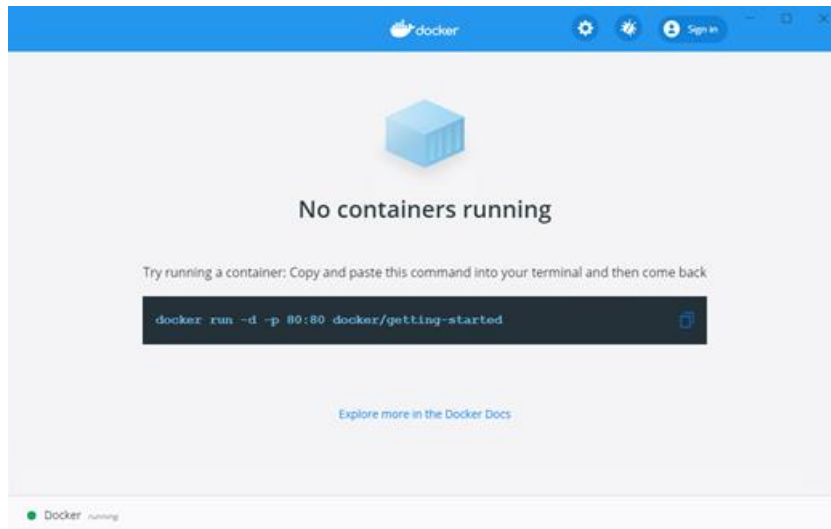 docker
Sign in
No containers running
Try running a container: Copy and paste this command into your terminal and then come back
docker run -d -p 80:80 docker/getting-started
Explore more in the Docker Docs
Docker running